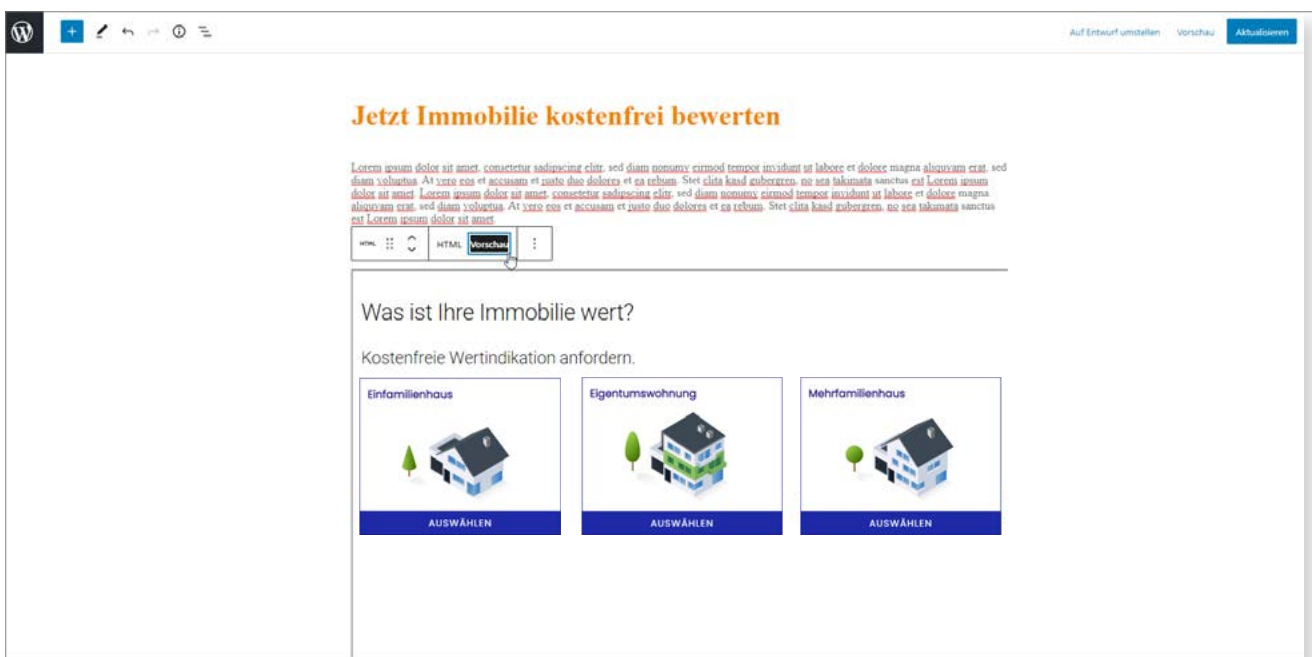 Auf Entwurf umstellen Vorschau Aktualisieren
Jetzt Immobilie kostenfrei bewerten
Lorem ipsum dolor sit amet, consetetur sadipscing elitr, sed diam nonumy eirmod tempor invidunt ut labore et dolore magna aliquyam erat, sed
diam voluptua. At vero eos et accusam et justo duo dolores et ea rebum. Stet clita kasd gubergren, no sea takimata sanctus est Lorem ipsum
dolor sit amet. Lorem ipsum dolor sit amet, consetetur sadipscing elitr, sed diam nonumy eirmod tempor invidunt ut labore et dolore magna
aliquyam erat, sed diam voluptua. At vero eos et accusam et justo duo dolores et ea rebum. Stet clita kasd gubergren, no sea takimata sanctus
est Lorem ipsum dolor sit amet.
HTML HTML Vorschau
Was ist Ihre Immobilie wert?
Kostenfreie Wertindikation anfordern.
Einfamilienhaus Eigentumswohnung Mehrfamilienhaus
AUSWÄHLEN AUSWÄHLEN AUSWÄHLEN